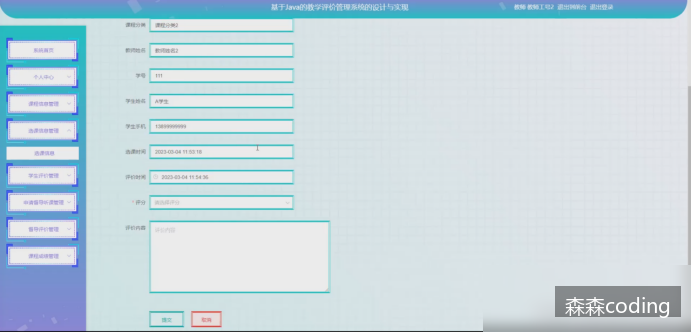 基于Java的教学评价管理系统的设计与实现
教师 教师工号2 退出到前台 退出登录
系统首页
个人中心
课程信息管理
选课信息管理
选课信息
学生评价管理
申请督导听课管理
督导评价管理
课程成绩管理
课程分类 课程分类2
教师姓名 教师姓名2
学号 111
学生姓名 A学生
学生手机 13899999999
选课时间 2023-03-04 11:53:18
评价时间 2023-03-04 11:54:36
* 评分 请选择评分
评价内容 评价内容
提交 取消
森森coding